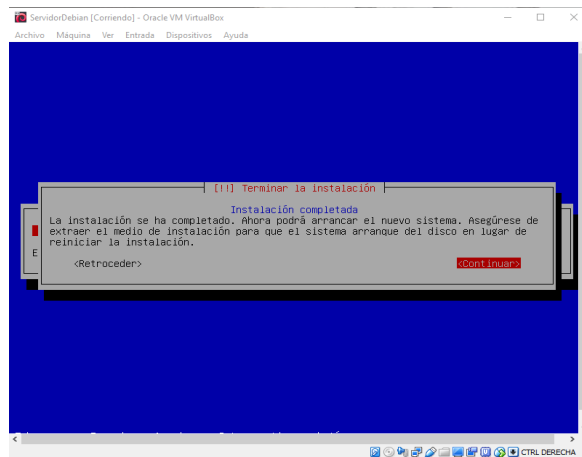 ServidorDebian [Corriendo] - Oracle VM VirtualBox
Archivo Máquina Ver Entrada Dispositivos Ayuda
[!!] Terminar la instalación
Instalación completada
La instalación se ha completado. Ahora podrá arrancar el nuevo sistema. Asegúrese de
extraer el medio de instalación para que el sistema arranque del disco en lugar de
reiniciar la instalación.
E
<Retroceder> <Continuar>
CTRL DERECHA